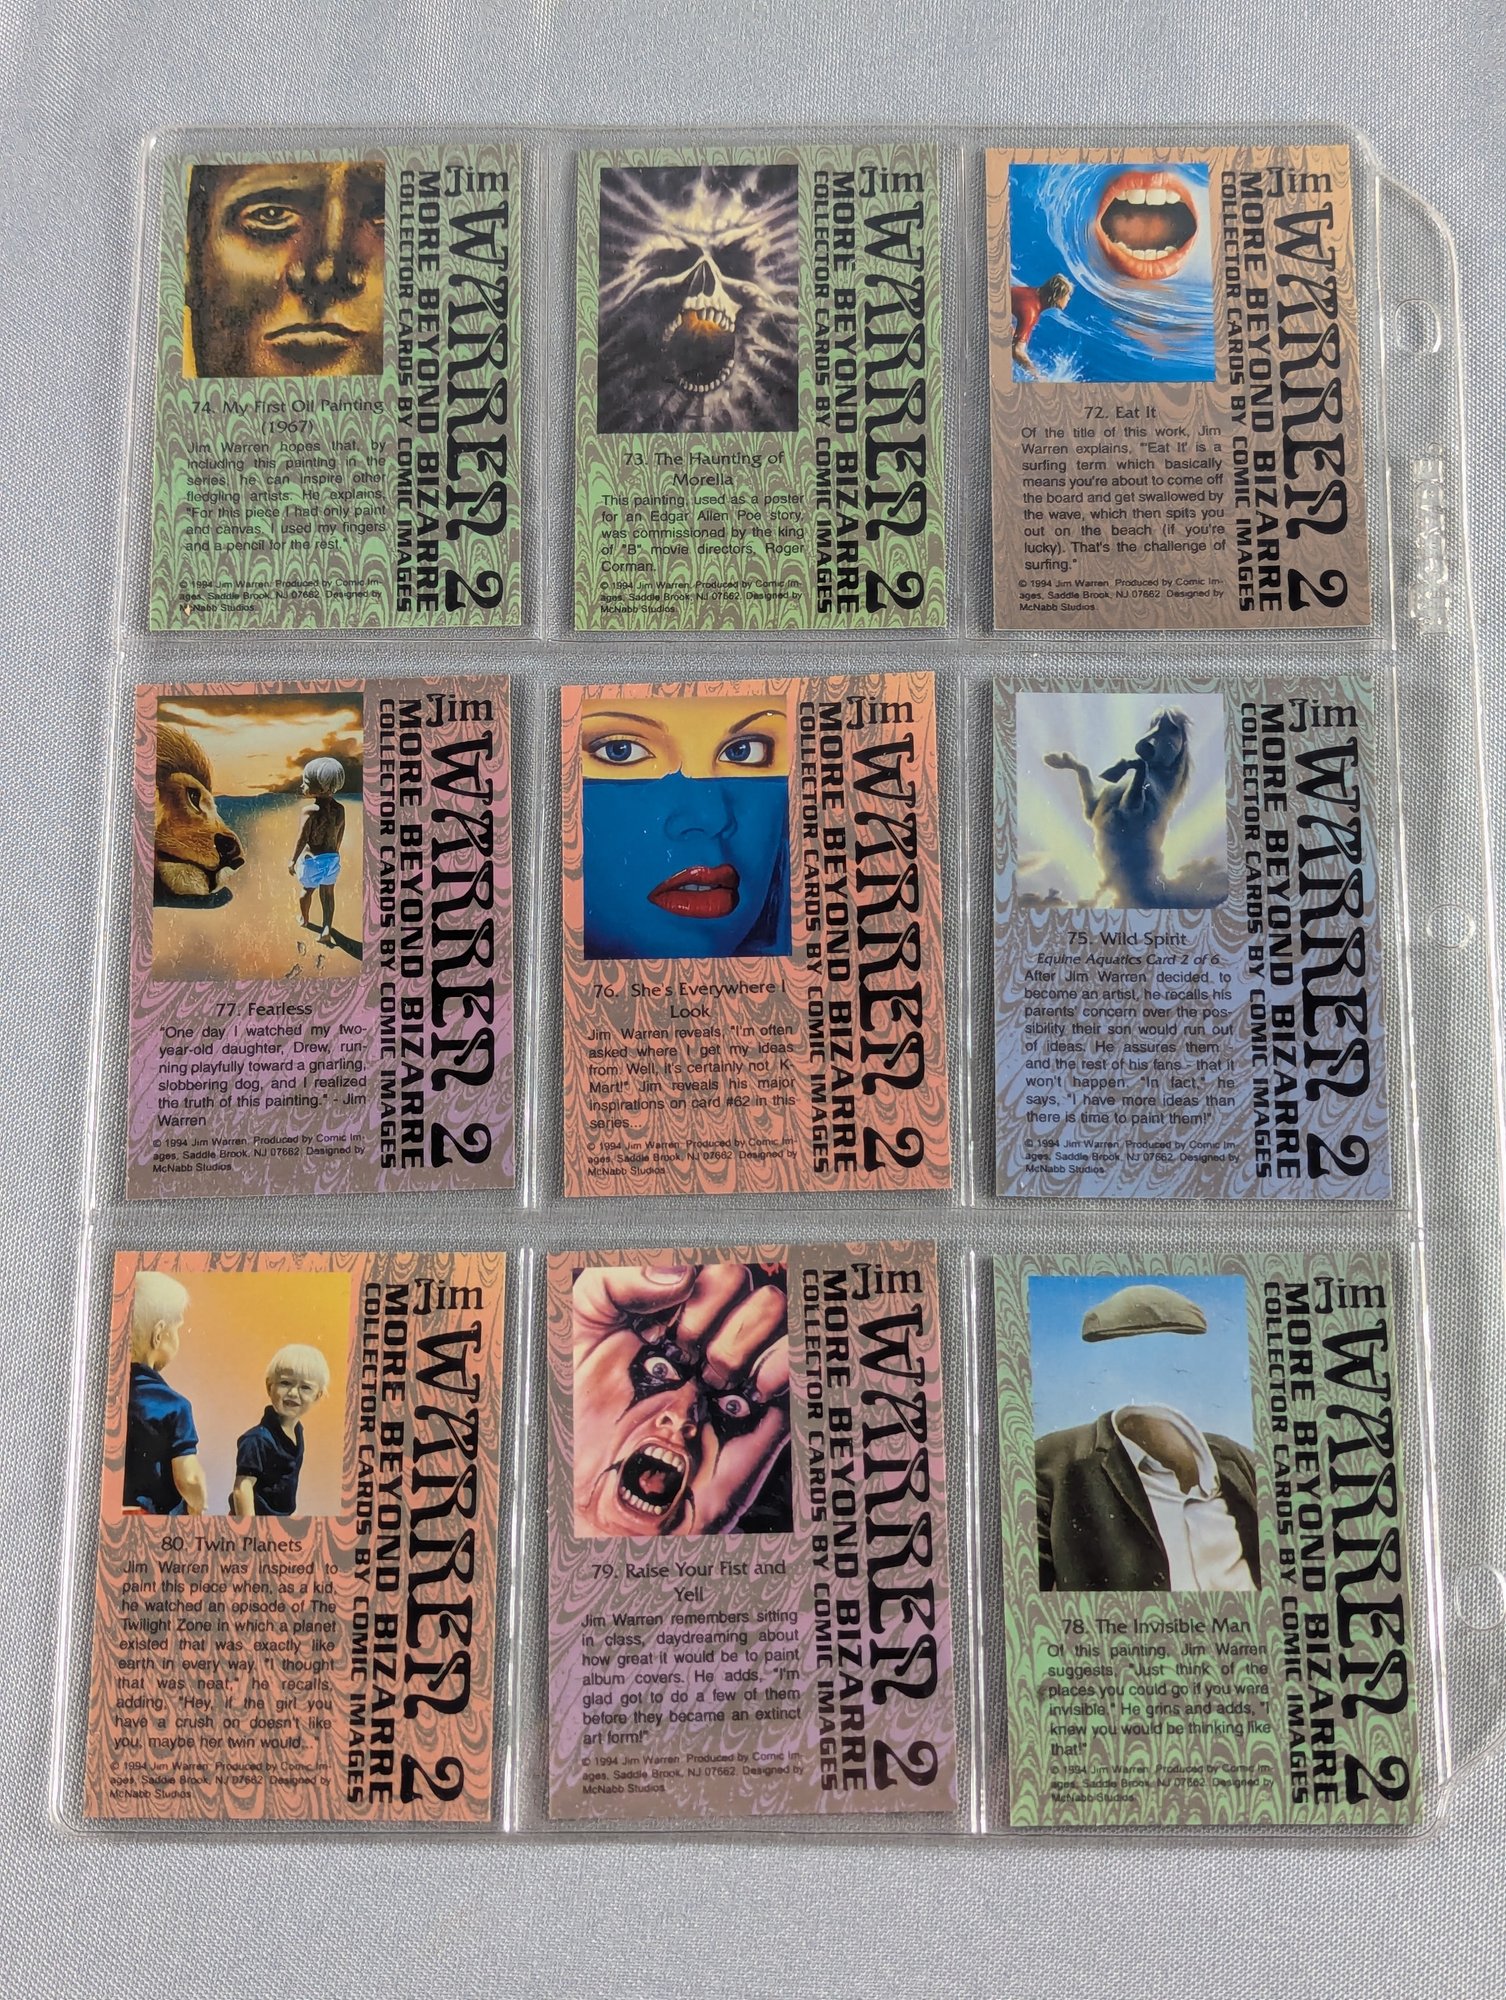 74. My First Oil Painting
(1967)
Jim Warren hopes that by
including this painting in the
series, he can inspire other
fledgling artists. He explains,
"For this piece I had only paint
and canvas. I used my fingers
and a pencil for the rest."
© 1994 Jim Warren. Produced by Comic Im-
ages, Saddle Brook, NJ 07662. Designed by
McNabb Studios.
Jim WARREN 2
MORE BEYOND BIZARRE
COLLECTOR CARDS BY COMIC IMAGES
73. The Haunting of
Morella
This painting, used as a poster
for an Edgar Allen Poe story,
was commissioned by the king
of "B" movie directors, Roger
Corman.
© 1994 Jim Warren. Produced by Comic Im-
ages, Saddle Brook, NJ 07662. Designed by
McNabb Studios.
Jim WARREN 2
MORE BEYOND BIZARRE
COLLECTOR CARDS BY COMIC IMAGES
72. Eat It
Of the title of this work, Jim
Warren explains, "'Eat It' is a
surfing term which basically
means you're about to come off
the board and get swallowed by
the wave, which then spits you
out on the beach (if you're
lucky). That's the challenge of
surfing."
© 1994 Jim Warren. Produced by Comic Im-
ages, Saddle Brook, NJ 07662. Designed by
McNabb Studios.
Jim WARREN 2
MORE BEYOND BIZARRE
COLLECTOR CARDS BY COMIC IMAGES
77. Fearless
"One day I watched my two-
year-old daughter, Drew, run-
ning playfully toward a gnarling,
slobbering dog, and I realized
the truth of this painting." - Jim
Warren
© 1994 Jim Warren. Produced by Comic Im-
ages, Saddle Brook, NJ 07662. Designed by
McNabb Studios.
Jim WARREN 2
MORE BEYOND BIZARRE
COLLECTOR CARDS BY COMIC IMAGES
76. She's Everywhere I
Look
Jim Warren reveals, "I'm often
asked where I get my ideas
from. Well, it's certainly not K-
Mart!" Jim reveals his major
inspirations on card #62 in this
series...
© 1994 Jim Warren. Produced by Comic Im-
ages, Saddle Brook, NJ 07662. Designed by
McNabb Studios.
Jim WARREN 2
MORE BEYOND BIZARRE
COLLECTOR CARDS BY COMIC IMAGES
75. Wild Spirit
Equine Aquatics Card 2 of 6
After Jim Warren decided to
become an artist, he recalls his
parents' concern over the pos-
sibility their son would run out
of ideas. He assures them -
and the rest of his fans - that it
won't happen. "In fact," he
says, "I have more ideas than
there is time to paint them!"
© 1994 Jim Warren. Produced by Comic Im-
ages, Saddle Brook, NJ 07662. Designed by
McNabb Studios.
Jim WARREN 2
MORE BEYOND BIZARRE
COLLECTOR CARDS BY COMIC IMAGES
80. Twin Planets
Jim Warren was inspired to
paint this piece when, as a kid,
he watched an episode of The
Twilight Zone in which a planet
existed that was exactly like
earth in every way. "I thought
that was neat," he recalls,
adding, "Hey, if the girl you
have a crush on doesn't like
you, maybe her twin would..."
© 1994 Jim Warren. Produced by Comic Im-
ages, Saddle Brook, NJ 07662. Designed by
McNabb Studios.
Jim WARREN 2
MORE BEYOND BIZARRE
COLLECTOR CARDS BY COMIC IMAGES
79. Raise Your Fist and
Yell
Jim Warren remembers sitting
in class, daydreaming about
how great it would be to paint
album covers. He adds, "I'm
glad got to do a few of them
before they became an extinct
art form!"
© 1994 Jim Warren. Produced by Comic Im-
ages, Saddle Brook, NJ 07662. Designed by
McNabb Studios.
Jim WARREN 2
MORE BEYOND BIZARRE
COLLECTOR CARDS BY COMIC IMAGES
78. The Invisible Man
Of this painting, Jim Warren
suggests, "Just think of the
places you could go if you were
invisible." He grins and adds, "I
knew you would be thinking like
that!"
© 1994 Jim Warren. Produced by Comic Im-
ages, Saddle Brook, NJ 07662. Designed by
McNabb Studios.
Jim WARREN 2
MORE BEYOND BIZARRE
COLLECTOR CARDS BY COMIC IMAGES